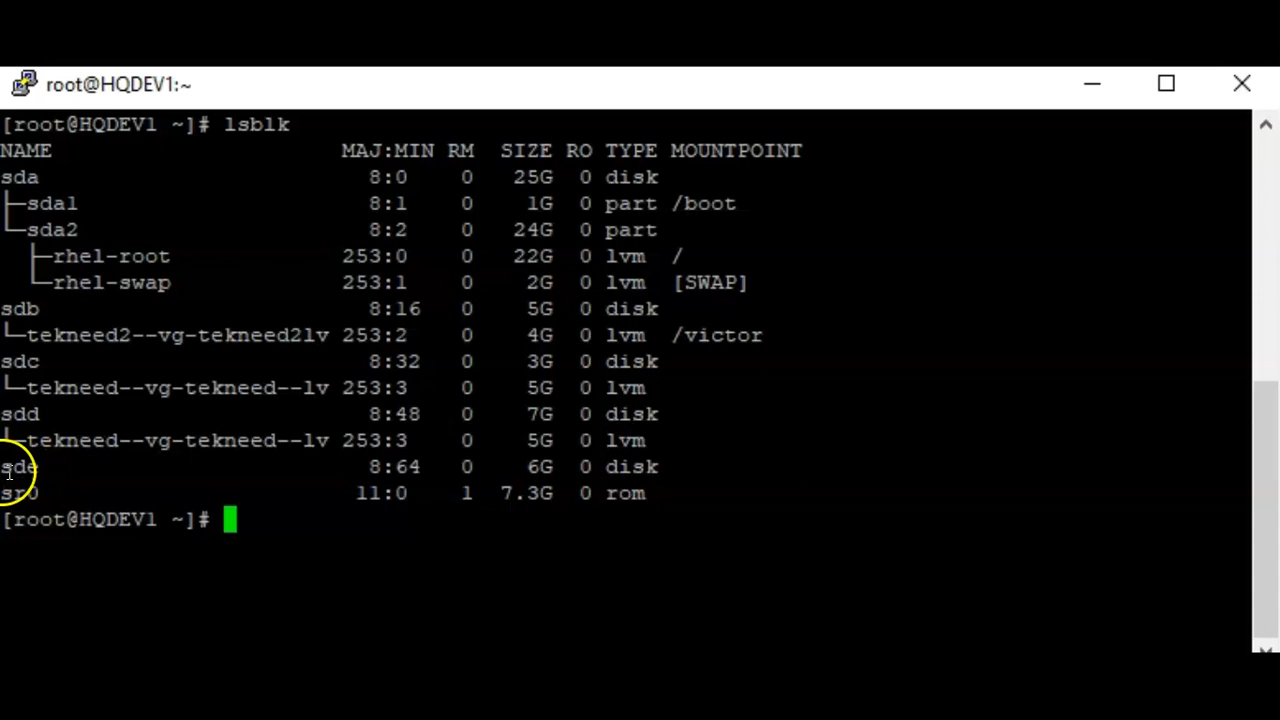 root@HQDEV1:~
[root@HQDEV1 ~]# lsblk
NAME                      MAJ:MIN RM   SIZE RO TYPE MOUNTPOINT
sda                         8:0    0    25G  0 disk
├─sda1                      8:1    0     1G  0 part /boot
└─sda2                      8:2    0    24G  0 part
  ├─rhel-root             253:0    0    22G  0 lvm  /
  └─rhel-swap             253:1    0     2G  0 lvm  [SWAP]
sdb                         8:16   0     5G  0 disk
└─tekneed2--vg-tekneed2lv 253:2    0     4G  0 lvm  /victor
sdc                         8:32   0     3G  0 disk
└─tekneed--vg-tekneed--lv 253:3    0     5G  0 lvm
sdd                         8:48   0     7G  0 disk
└─tekneed--vg-tekneed--lv 253:3    0     5G  0 lvm
sde                         8:64   0     6G  0 disk
sr0                        11:0    1   7.3G  0 rom
[root@HQDEV1 ~]#